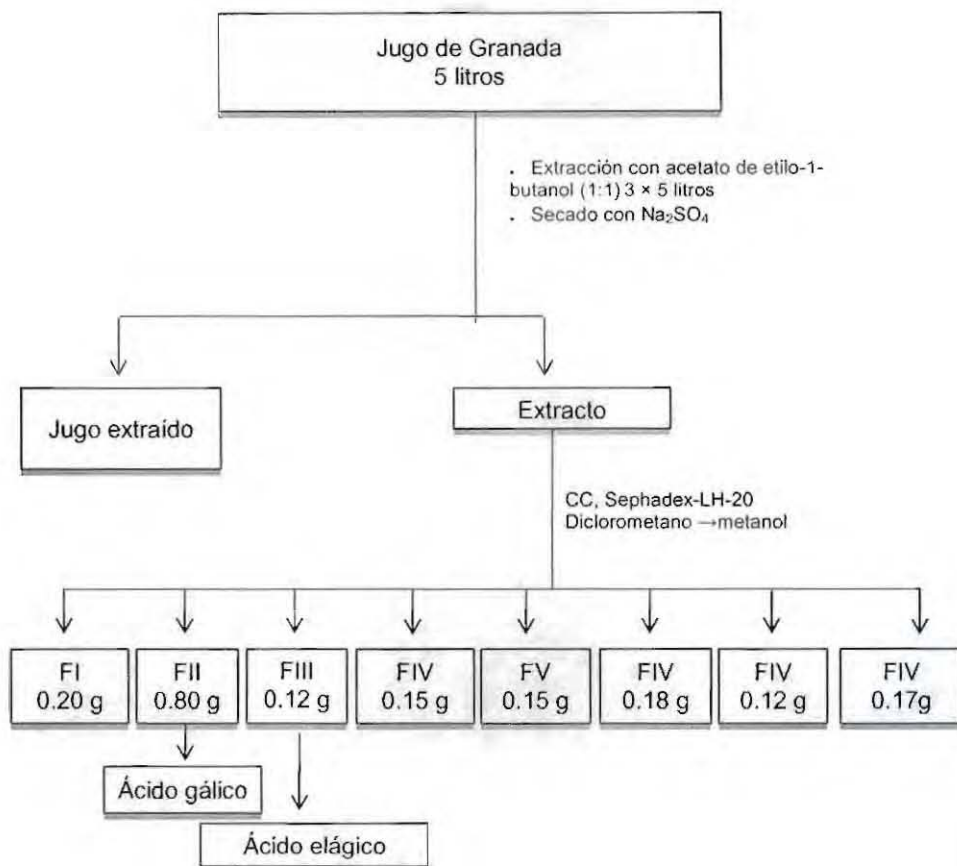 Jugo de Granada
5 litros
. Extracción con acetato de etilo-1-
butanol (1:1) 3 × 5 litros
. Secado con Na₂SO₄
Jugo extraído
Extracto
CC, Sephadex-LH-20
Diclorometano →metanol
FI
0.20 g
FII
0.80 g
FIII
0.12 g
FIV
0.15 g
FV
0.15 g
FIV
0.18 g
FIV
0.12 g
FIV
0.17g
Ácido gálico
Ácido elágico